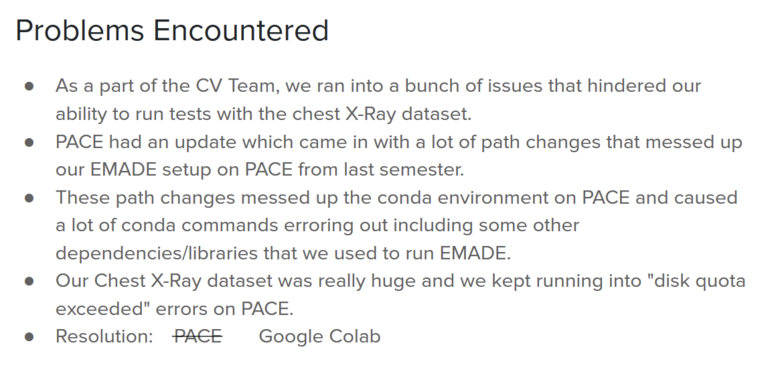 Problems Encountered
● As a part of the CV Team, we ran into a bunch of issues that hindered our
ability to run tests with the chest X-Ray dataset.
● PACE had an update which came in with a lot of path changes that messed up
our EMADE setup on PACE from last semester.
● These path changes messed up the conda environment on PACE and caused
a lot of conda commands erroring out including some other
dependencies/libraries that we used to run EMADE.
● Our Chest X-Ray dataset was really huge and we kept running into "disk quota
exceeded" errors on PACE.
● Resolution: PACE Google Colab